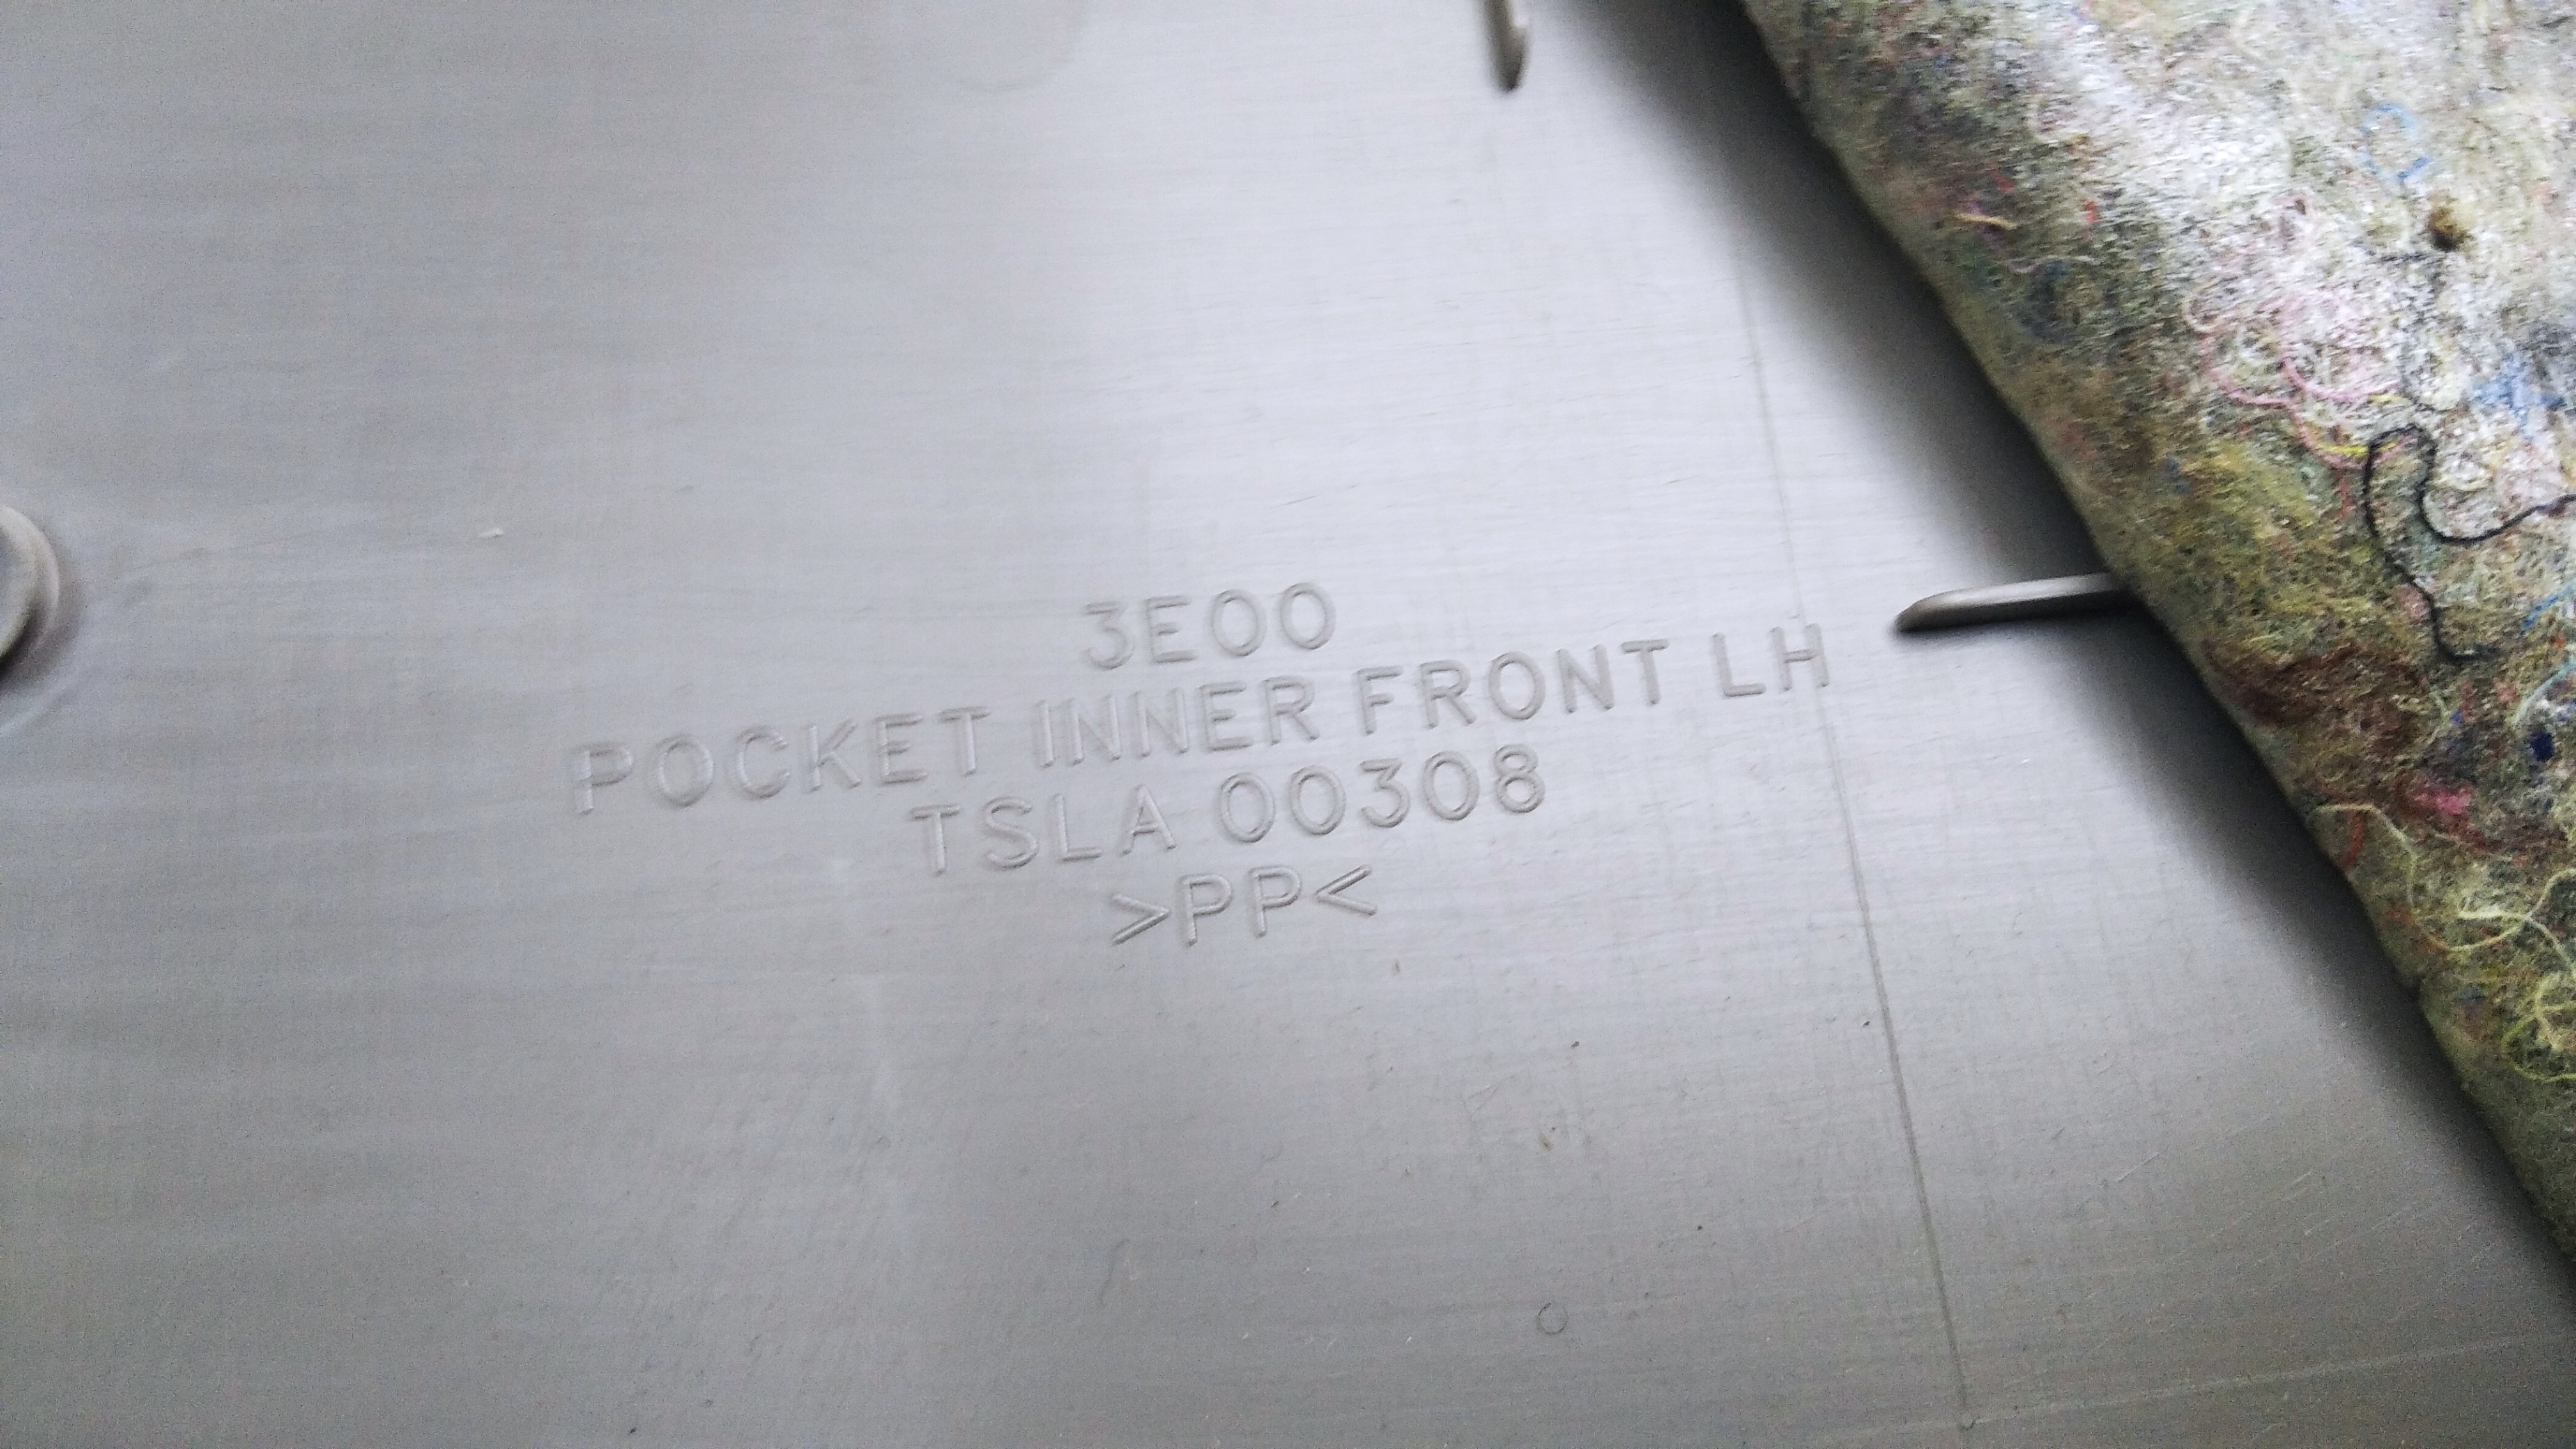 3E00
POCKET INNER FRONT LH
TSLA 00308
>PP<